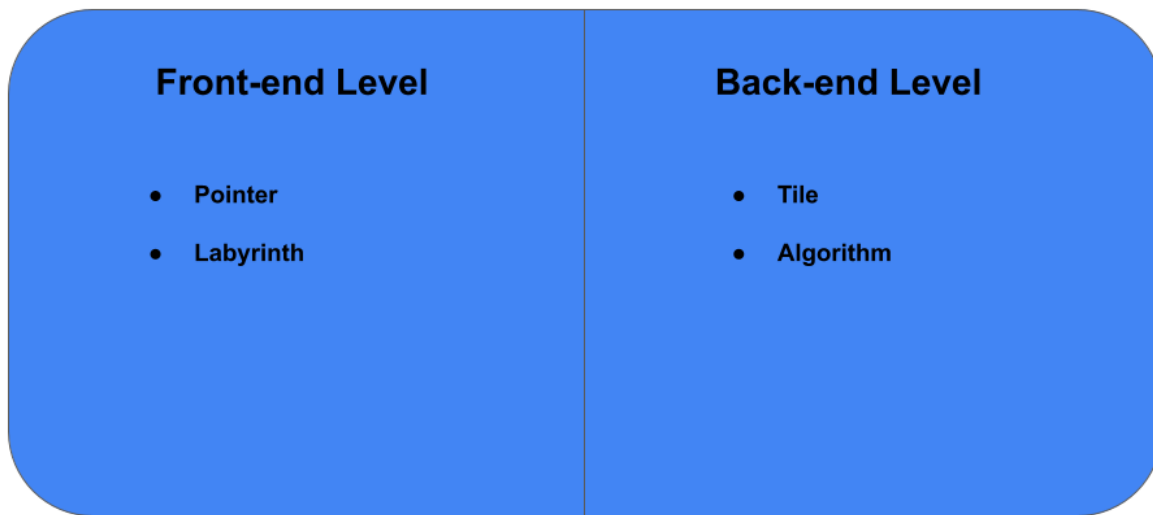 Front-end Level
● Pointer
● Labyrinth
Back-end Level
● Tile
● Algorithm